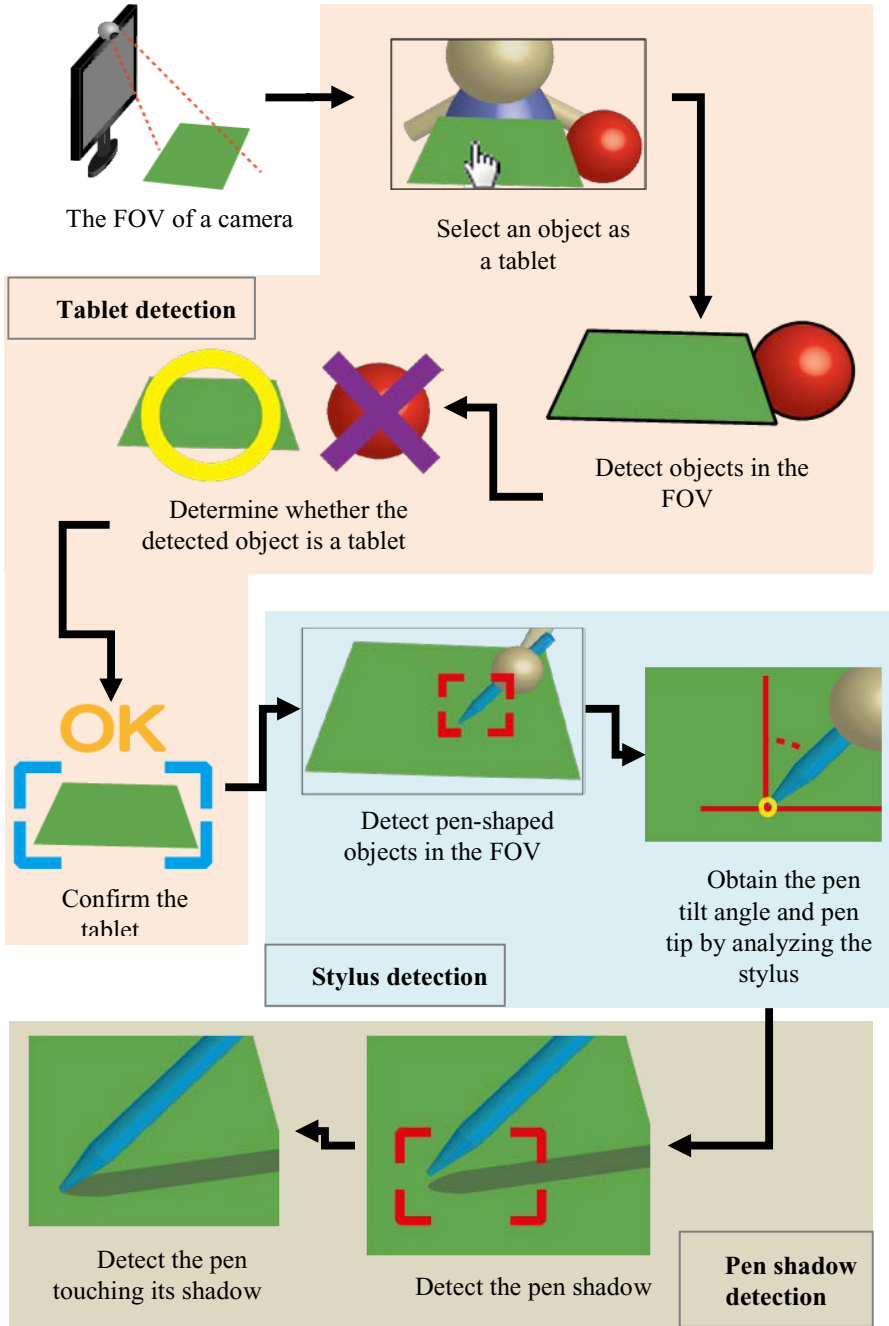 The FOV of a camera
Select an object as
a tablet
Tablet detection
Detect objects in the
FOV
Determine whether the
detected object is a tablet
OK
Confirm the
tablet
Detect pen-shaped
objects in the FOV
Obtain the pen
tilt angle and pen
tip by analyzing the
stylus
Stylus detection
Detect the pen
touching its shadow
Detect the pen shadow
Pen shadow
detection